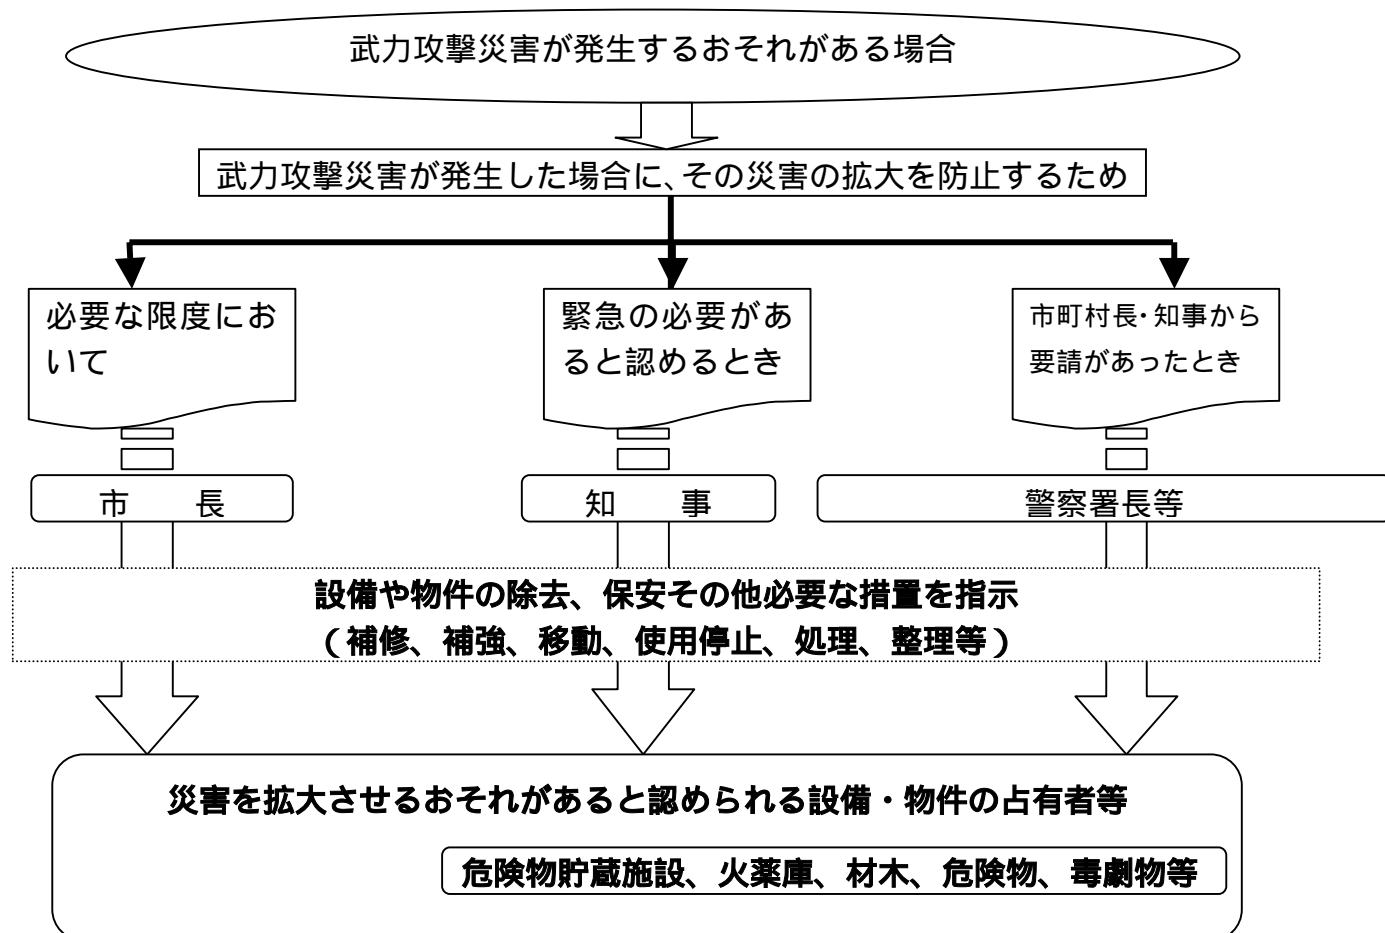 武力攻撃災害が発生するおそれがある場合
武力攻撃災害が発生した場合に、その災害の拡大を防止するため
必要な限度にお
いて
緊急の必要があ
ると認めるとき
市町村長・知事から
要請があったとき
市　　長
知　　事
警察署長等
設備や物件の除去、保安その他必要な措置を指示
（補修、補強、移動、使用停止、処理、整理等）
災害を拡大させるおそれがあると認められる設備・物件の占有者等
危険物貯蔵施設、火薬庫、材木、危険物、毒劇物等